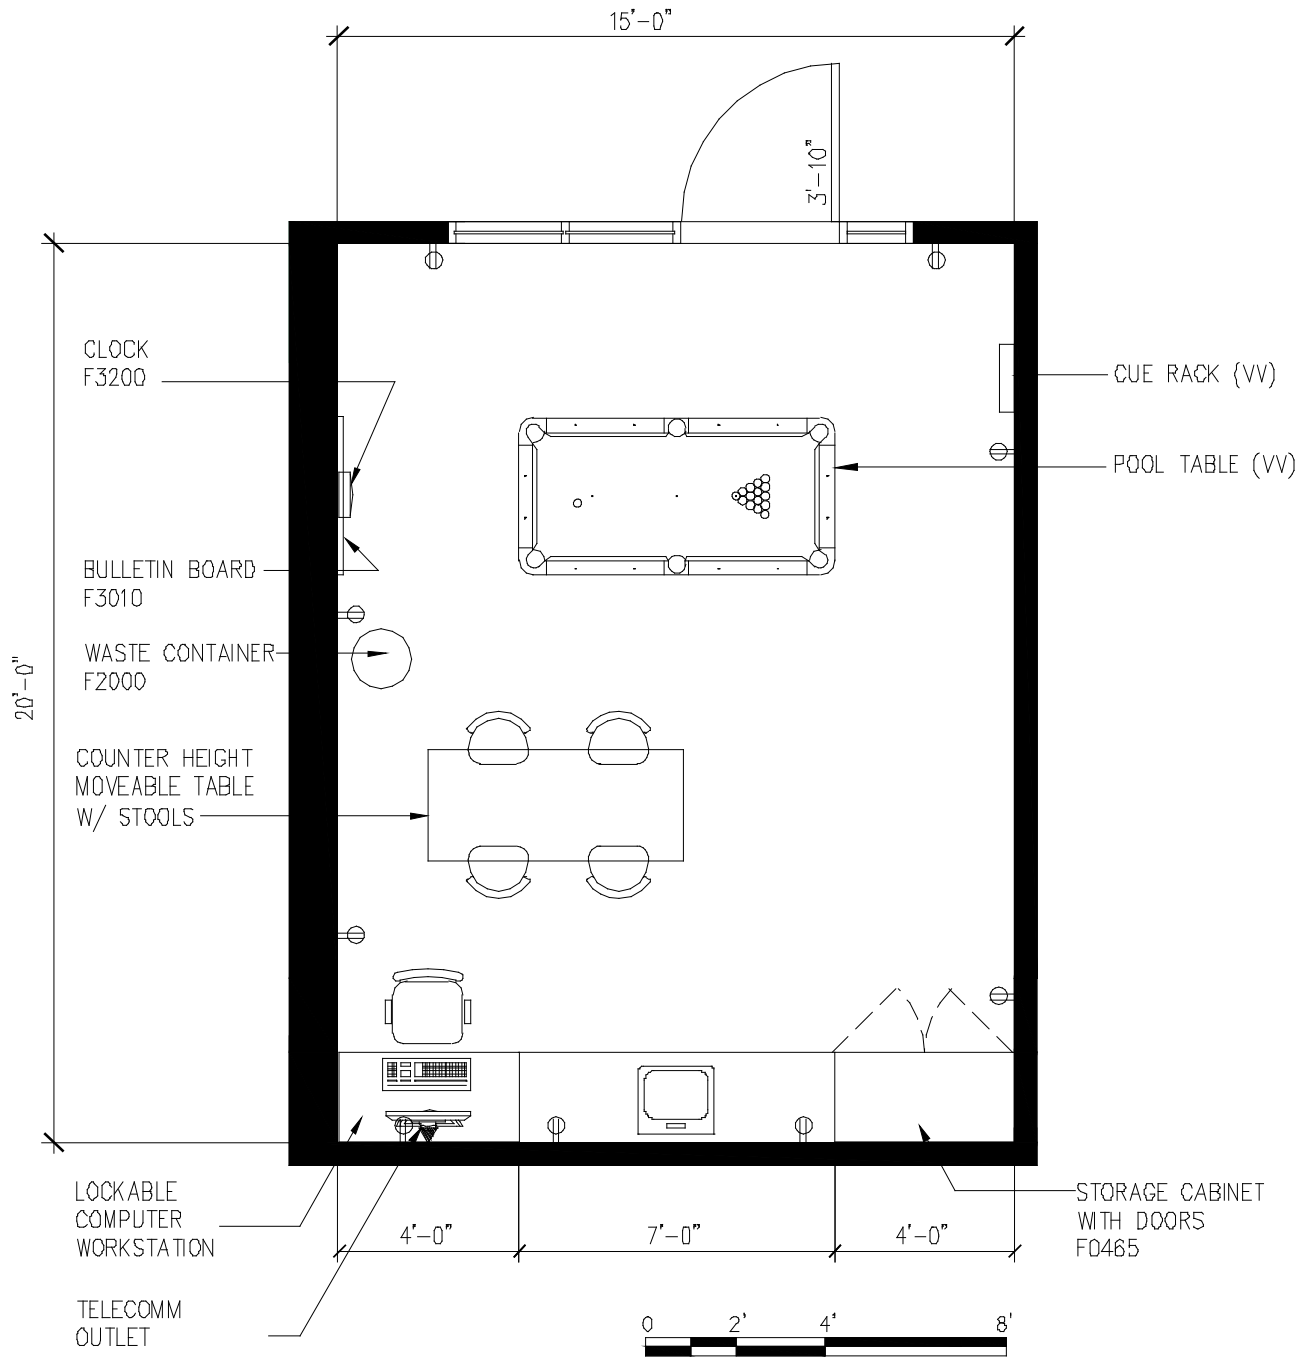 15'-0"
3'-10"
CLOCK
F3200
CUE RACK (VV)
POOL TABLE (VV)
BULLETIN BOARD
F3010
WASTE CONTAINER
F2000
20'-0"
COUNTER HEIGHT
MOVEABLE TABLE
W/ STOOLS
LOCKABLE
COMPUTER
WORKSTATION
4'-0"
7'-0"
4'-0"
STORAGE CABINET
WITH DOORS
F0465
TELECOMM
OUTLET
0 2' 4' 8'